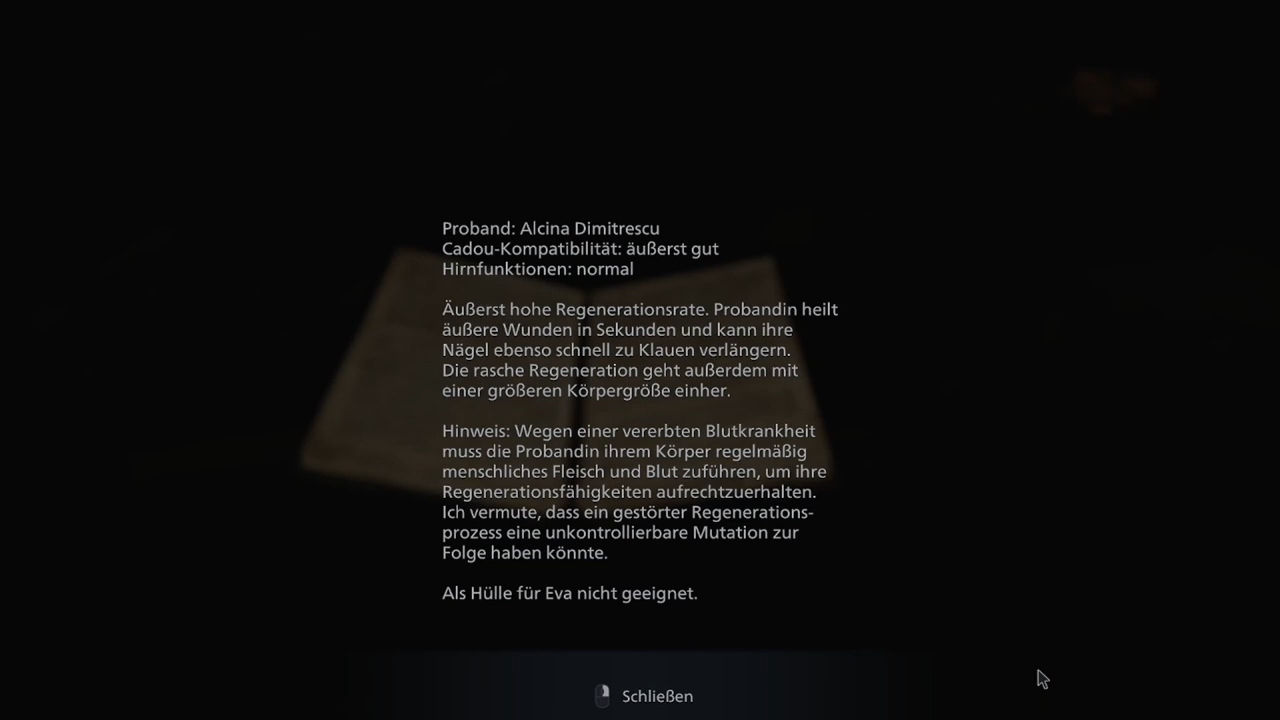 Proband: Alcina Dimitrescu
Cadou-Kompatibilität: äußerst gut
Hirnfunktionen: normal
Äußerst hohe Regenerationsrate. Probandin heilt
äußere Wunden in Sekunden und kann ihre
Nägel ebenso schnell zu Klauen verlängern.
Die rasche Regeneration geht außerdem mit
einer größeren Körpergröße einher.
Hinweis: Wegen einer vererbten Blutkrankheit
muss die Probandin ihrem Körper regelmäßig
menschliches Fleisch und Blut zuführen, um ihre
Regenerationsfähigkeiten aufrechtzuerhalten.
Ich vermute, dass ein gestörter Regenerations-
prozess eine unkontrollierbare Mutation zur
Folge haben könnte.
Als Hülle für Eva nicht geeignet.
Schließen